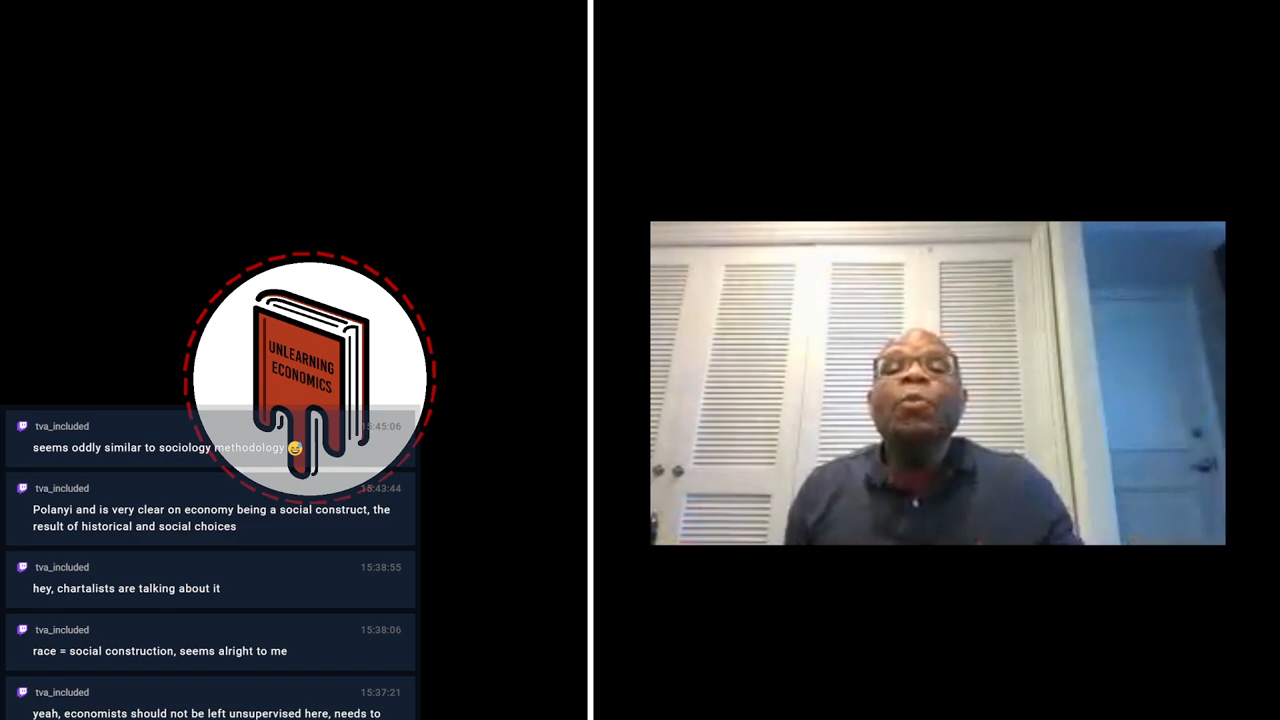 UNLEARNING
ECONOMICS
tva_included 15:45:06
seems oddly similar to sociology methodology 😅
tva_included 15:43:44
Polanyi and is very clear on economy being a social construct, the
result of historical and social choices
tva_included 15:38:55
hey, chartalists are talking about it
tva_included 15:38:06
race = social construction, seems alright to me
tva_included 15:37:21
yeah, economists should not be left unsupervised here, needs to